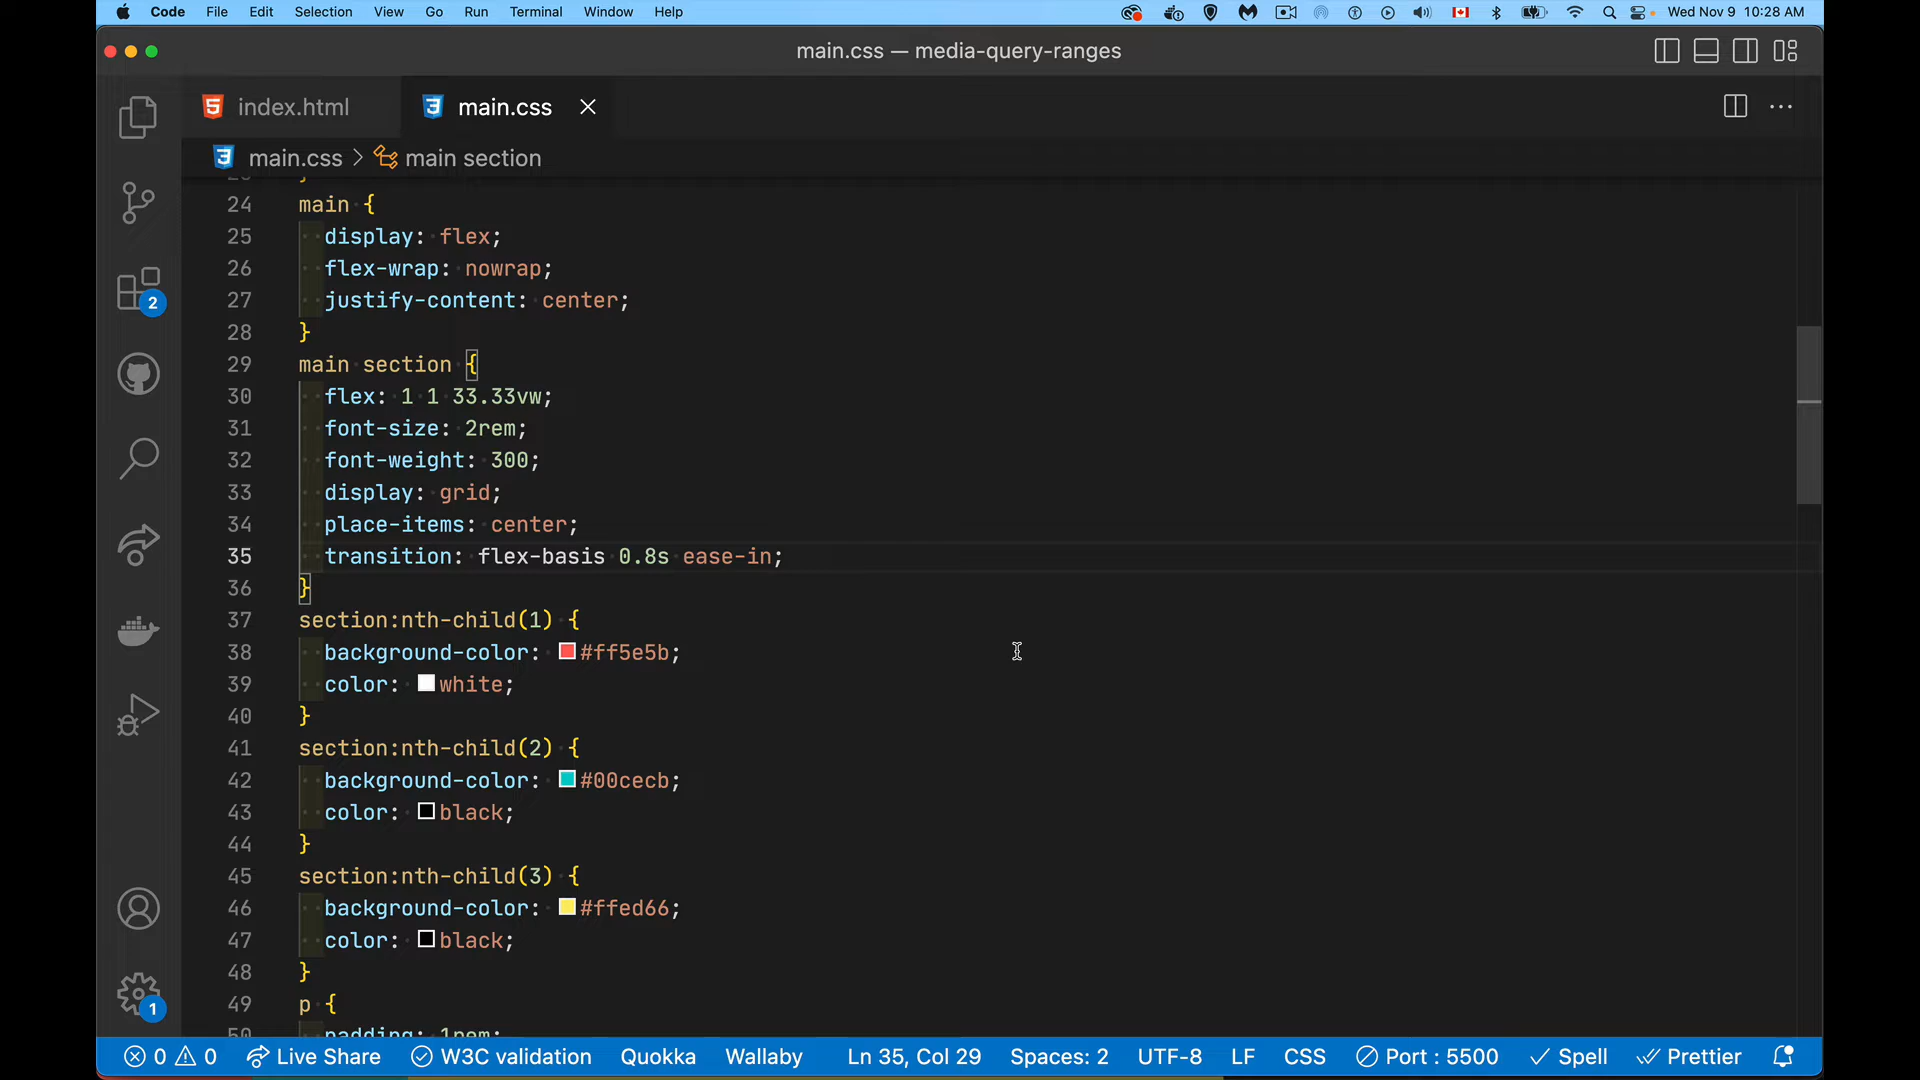 Code File Edit Selection View Go Run Terminal Window Help Wed Nov 9 10:28 AM
main.css — media-query-ranges
index.html main.css
main.css > main section
24 main {
25 display: flex;
26 flex-wrap: nowrap;
27 justify-content: center;
28 }
29 main section {
30 flex: 1 1 33.33vw;
31 font-size: 2rem;
32 font-weight: 300;
33 display: grid;
34 place-items: center;
35 transition: flex-basis 0.8s ease-in;
36 }
37 section:nth-child(1) {
38 background-color: #ff5e5b;
39 color: white;
40 }
41 section:nth-child(2) {
42 background-color: #00cecb;
43 color: black;
44 }
45 section:nth-child(3) {
46 background-color: #ffed66;
47 color: black;
48 }
49 p {
50 padding: 1rem;
2
1
0 0 Live Share W3C validation Quokka Wallaby Ln 35, Col 29 Spaces: 2 UTF-8 LF CSS Port : 5500 Spell Prettier